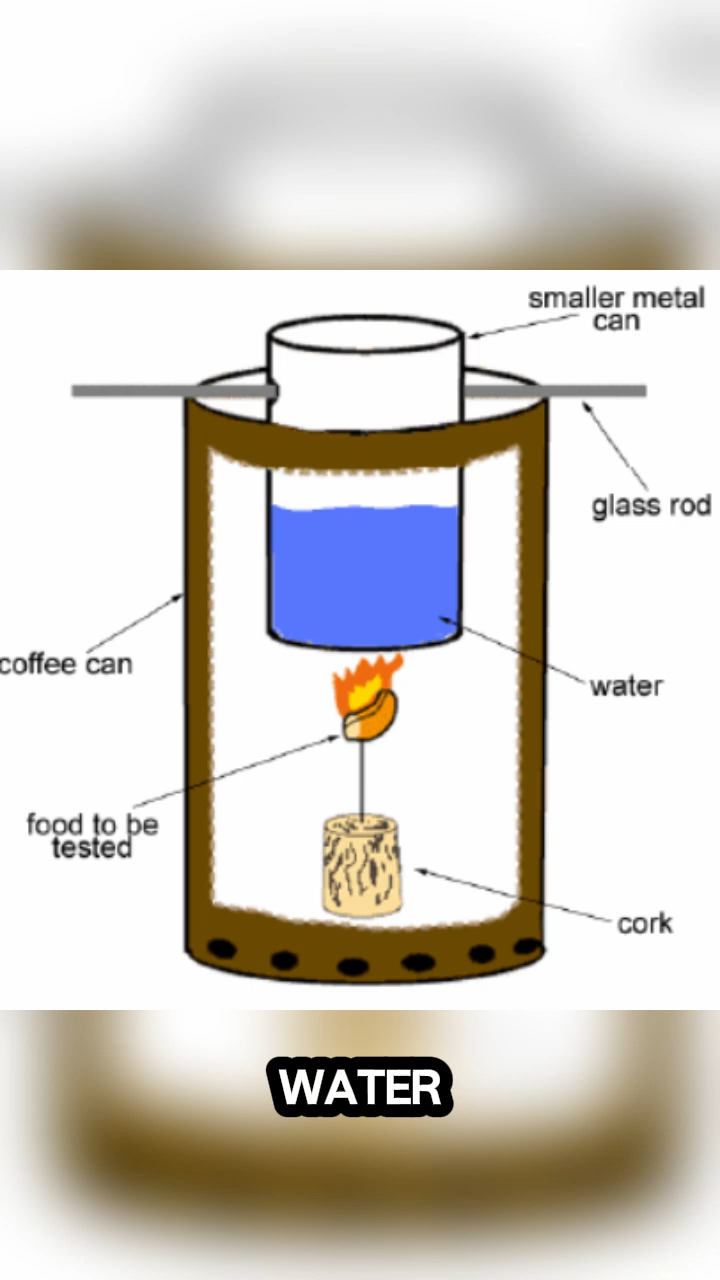 smaller metal
can
glass rod
coffee can
water
food to be
tested
cork
WATER